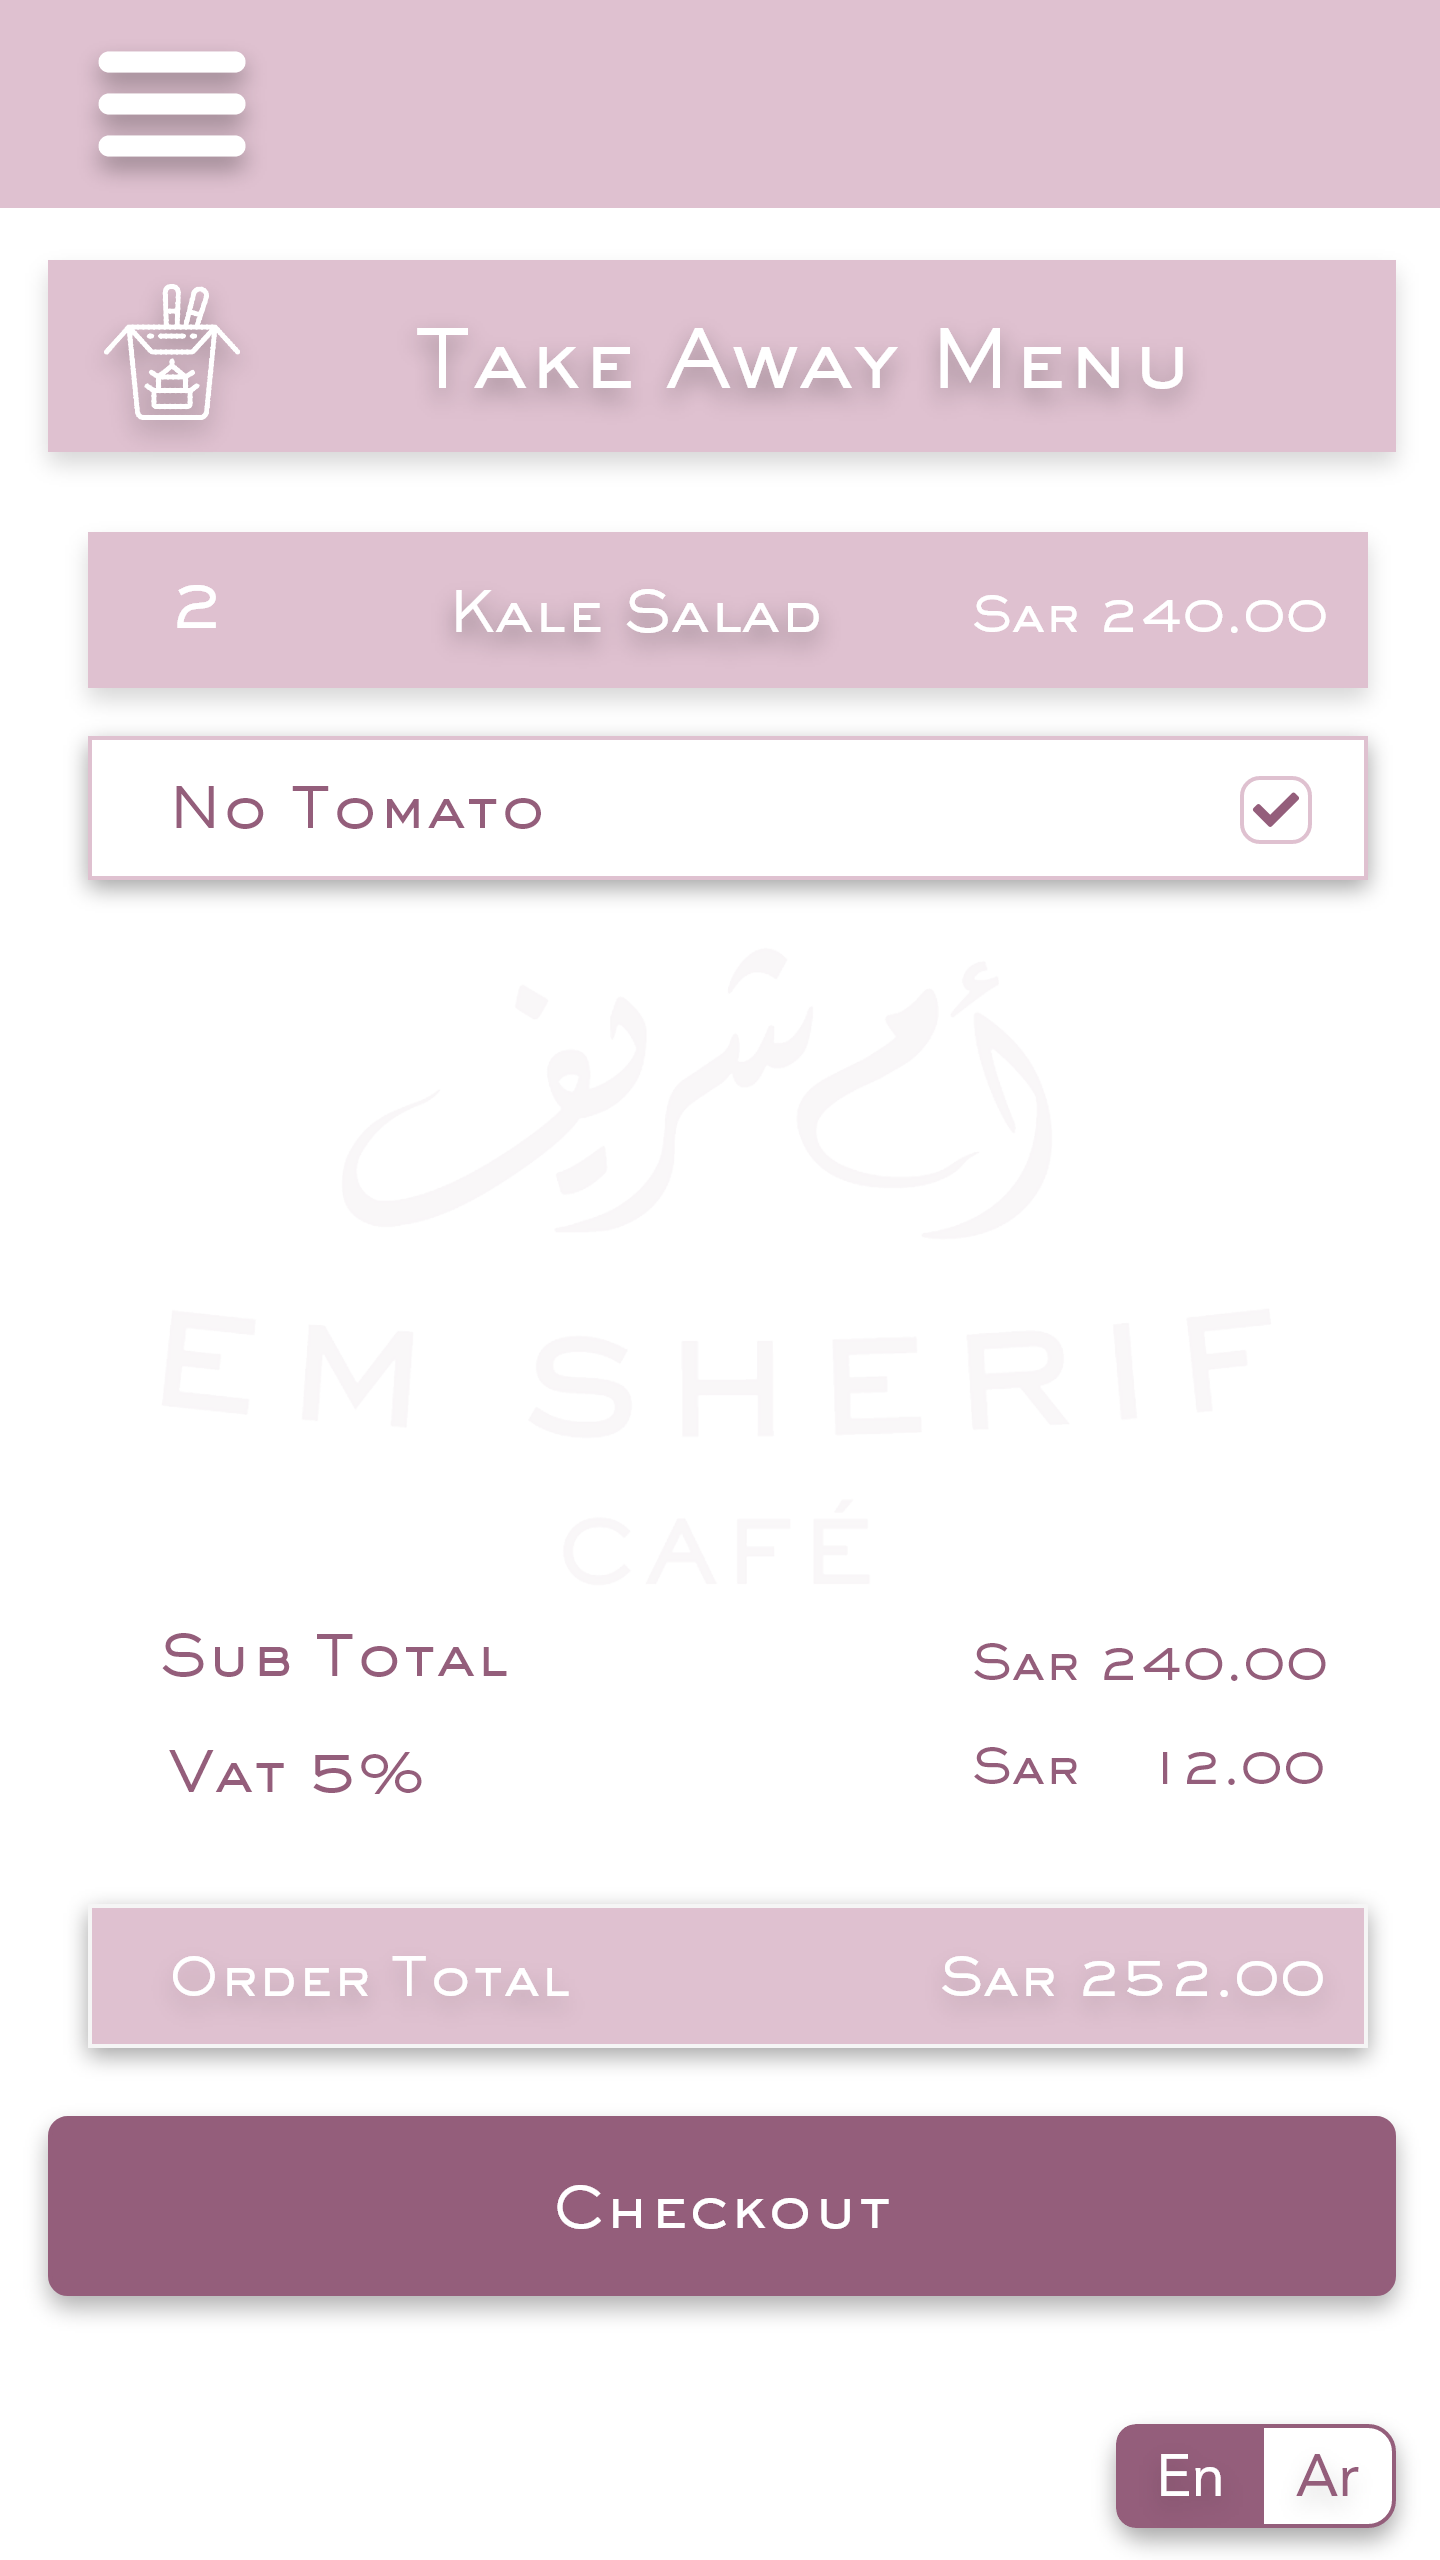 Take Away Menu
2 Kale Salad Sar 240.00
No Tomato
أم شريف
EM SHERIF
CAFÉ
Sub Total Sar 240.00
Vat 5% Sar 12.00
Order Total Sar 252.00
Checkout
En Ar